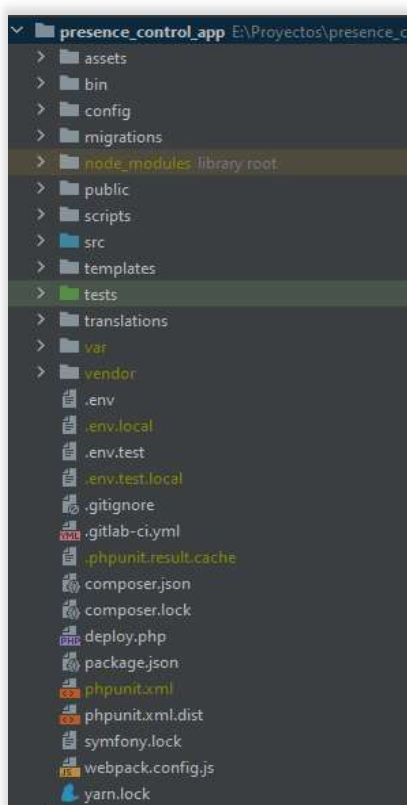 presence_control_app E:\Proyectos\presence_c
assets
bin
config
migrations
node_modules library root
public
scripts
src
templates
tests
translations
var
vendor
.env
.env.local
.env.test
.env.test.local
.gitignore
.gitlab-ci.yml
.phpunit.result.cache
composer.json
composer.lock
deploy.php
package.json
phpunit.xml
phpunit.xml.dist
symfony.lock
webpack.config.js
yarn.lock